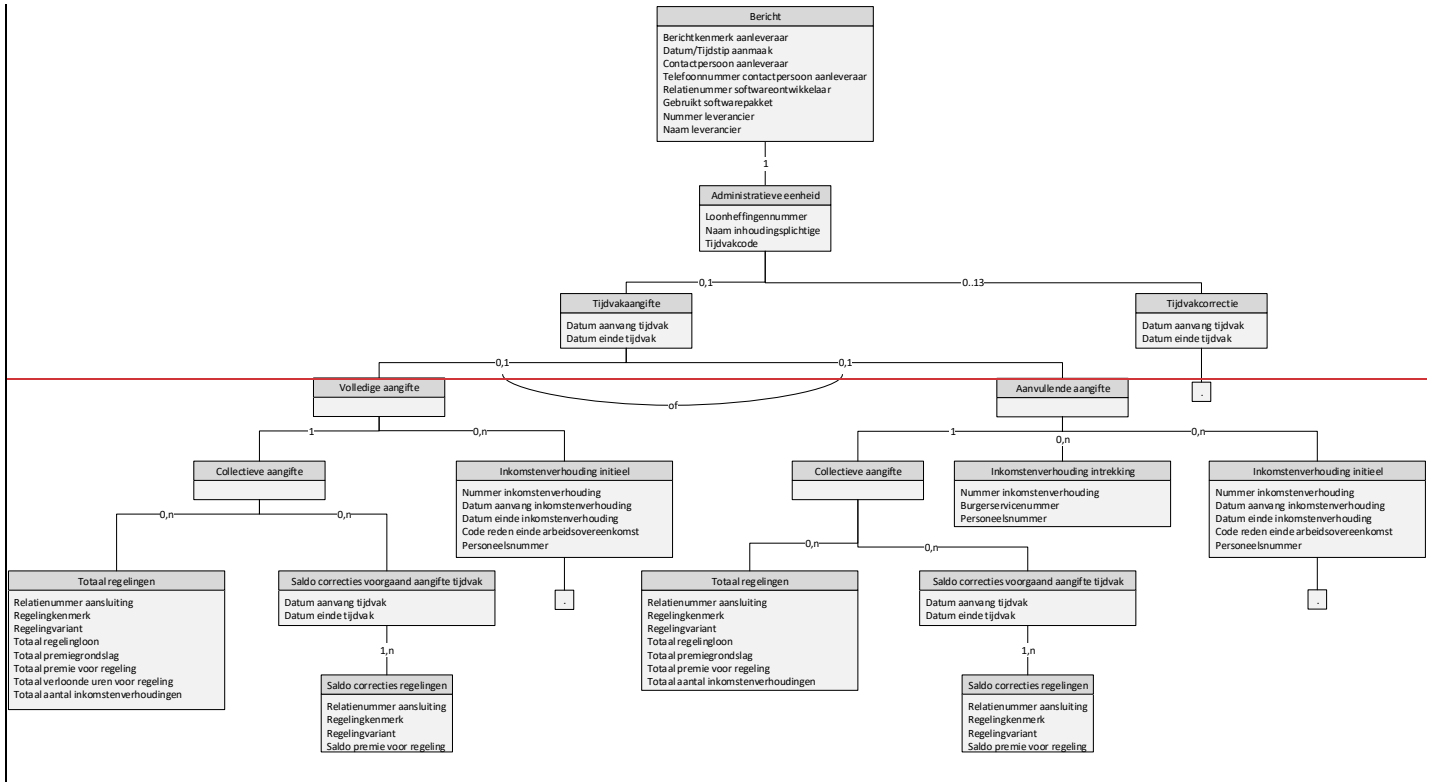 Bericht
Berichtkenmerk aanleveraar
Datum/Tijdstip aanmaak
Contactpersoon aanleveraar
Telefoonnummer contactpersoon aanleveraar
Relatienummer softwareontwikkelaar
Gebruikt softwarepakket
Nummer leverancier
Naam leverancier
1
Administratieve eenheid
Loonheffingennummer
Naam inhoudingsplichtige
Tijdvakcode
0,1
0..13
Tijdvakaangifte
Datum aanvang tijdvak
Datum einde tijdvak
Tijdvakcorrectie
Datum aanvang tijdvak
Datum einde tijdvak
0,1
0,1
of
Volledige aangifte
Aanvullende aangifte
.
1
0,n
1
0,n
0,n
Collectieve aangifte
Inkomstenverhouding initieel
Nummer inkomstenverhouding
Datum aanvang inkomstenverhouding
Datum einde inkomstenverhouding
Code reden einde arbeidsovereenkomst
Personeelsnummer
.
Collectieve aangifte
Inkomstenverhouding intrekking
Nummer inkomstenverhouding
Burgerservicenummer
Personeelsnummer
Inkomstenverhouding initieel
Nummer inkomstenverhouding
Datum aanvang inkomstenverhouding
Datum einde inkomstenverhouding
Code reden einde arbeidsovereenkomst
Personeelsnummer
.
0,n
0,n
0,n
0,n
Totaal regelingen
Relatienummer aansluiting
Regelingkenmerk
Regelingvariant
Totaal regelingloon
Totaal premiegrondslag
Totaal premie voor regeling
Totaal verloonde uren voor regeling
Totaal aantal inkomstenverhoudingen
Saldo correcties voorgaand aangifte tijdvak
Datum aanvang tijdvak
Datum einde tijdvak
1,n
Saldo correcties regelingen
Relatienummer aansluiting
Regelingkenmerk
Regelingvariant
Saldo premie voor regeling
Totaal regelingen
Relatienummer aansluiting
Regelingkenmerk
Regelingvariant
Totaal regelingloon
Totaal premiegrondslag
Totaal premie voor regeling
Totaal aantal inkomstenverhoudingen
Saldo correcties voorgaand aangifte tijdvak
Datum aanvang tijdvak
Datum einde tijdvak
1,n
Saldo correcties regelingen
Relatienummer aansluiting
Regelingkenmerk
Regelingvariant
Saldo premie voor regeling